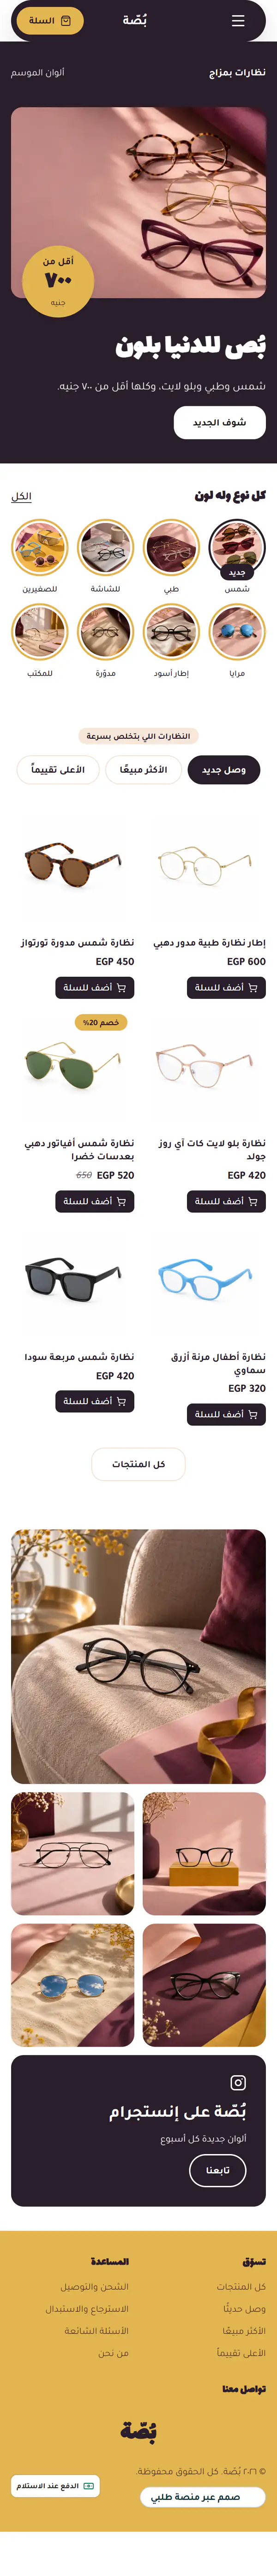 بُصّة
السلة
نظارات بمزاج
ألوان الموسم
أقل من
٧٠٠
جنيه
بُص للدنيا بلون
شمس وطبي وبلو لايت، وكلها أقل من ٧٠٠ جنيه.
شوف الجديد
كل نوع وله لون
الكل
جديد
شمس
طبي
للشاشة
للصغيرين
مرايا
إطار أسود
مدوّرة
للمكتب
النظارات اللي بتخلص بسرعة
وصل جديد
الأكثر مبيعًا
الأعلى تقييماً
إطار نظارة طبية مدور دهبي
600 EGP
أضف للسلة
نظارة شمس مدورة تورتواز
450 EGP
أضف للسلة
خصم 20%
نظارة بلو لايت كات آي روز
جولد
420 EGP
أضف للسلة
نظارة شمس أفياتور دهبي
بعدسات خضرا
520 EGP
650
أضف للسلة
نظارة أطفال مرنة أزرق
سماوي
320 EGP
أضف للسلة
نظارة شمس مربعة سودا
420 EGP
أضف للسلة
كل المنتجات
بُصّة على إنستجرام
ألوان جديدة كل أسبوع
تابعنا
تسوّق
كل المنتجات
وصل حديثًا
الأكثر مبيعًا
الأعلى تقييماً
المساعدة
الشحن والتوصيل
الاسترجاع والاستبدال
الأسئلة الشائعة
من نحن
تواصل معنا
بُصّة
© ٢٠٢٦ بُصّة. كل الحقوق محفوظة.
صمم عبر منصة طلبي
الدفع عند الاستلام